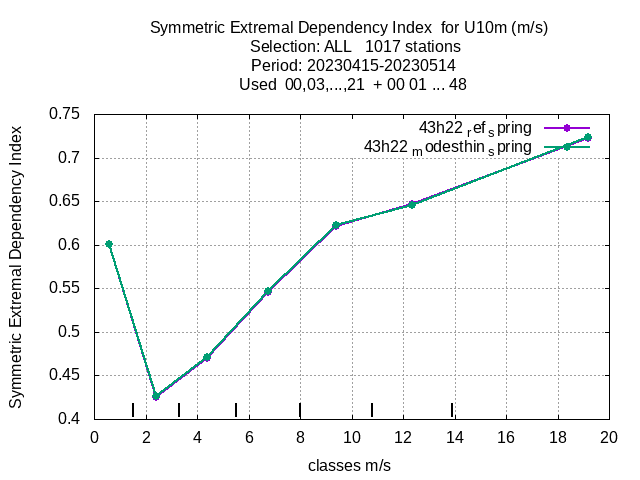 Symmetric Extremal Dependency Index  for U10m (m/s)
Selection: ALL   1017 stations
Period: 20230415-20230514
Used  00,03,...,21  + 00 01 ... 48
43h22 ref spring
43h22 modesthin spring
Symmetric Extremal Dependency Index
0.75
0.7
0.65
0.6
0.55
0.5
0.45
0.4
0 2 4 6 8 10 12 14 16 18 20
classes m/s